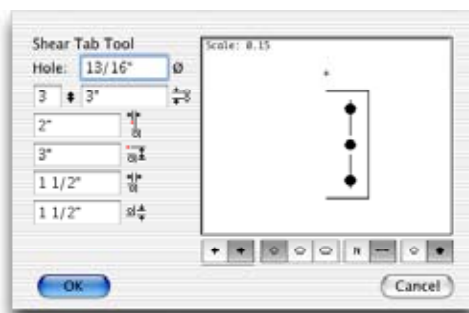 Shear Tab Tool
Hole: 13/16" Ø
3 3"
2"
3"
1 1/2"
1 1/2"
Scale: 0.15
OK
Cancel